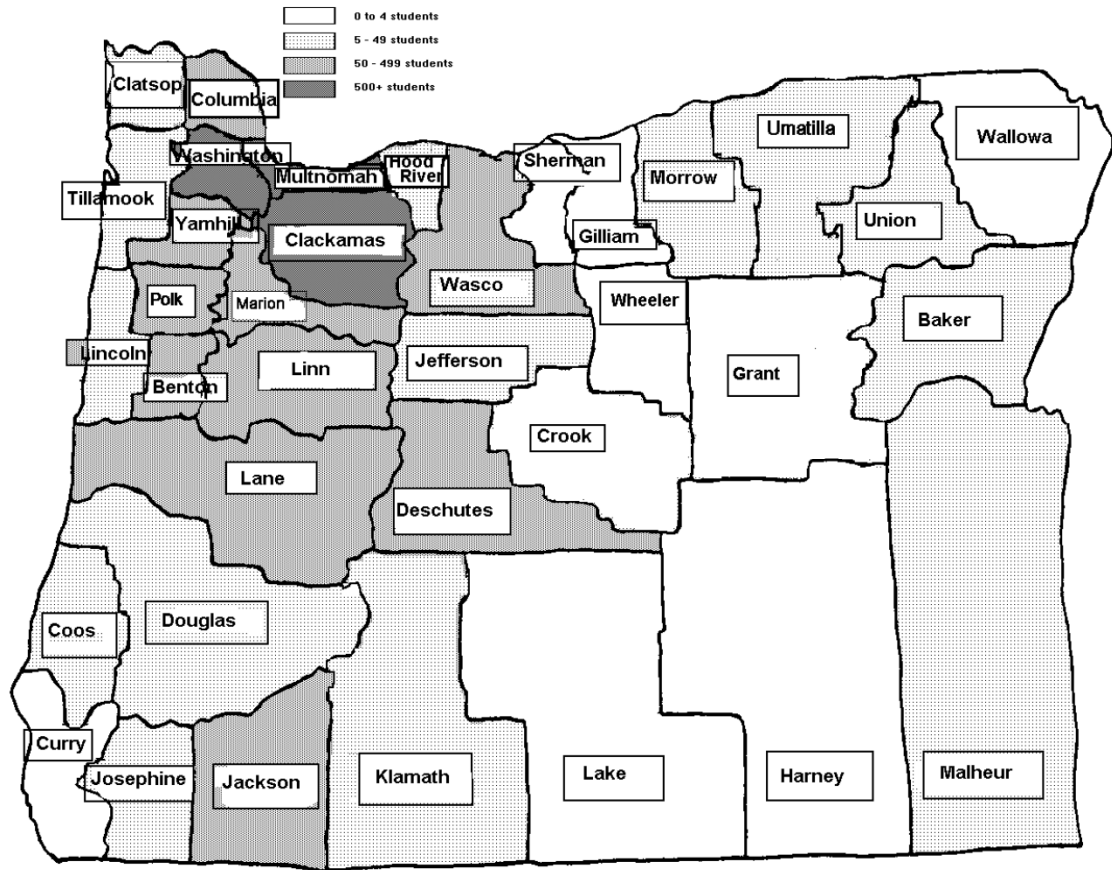 0 to 4 students
5 - 49 students
50 - 499 students
500+ students
Clatsop
Columbia
Washington
Multnomah
Hood
River
Sherman
Umatilla
Wallowa
Morrow
Tillamook
Yamhill
Clackamas
Gilliam
Union
Polk
Marion
Wasco
Wheeler
Baker
Lincoln
Benton
Linn
Jefferson
Grant
Lane
Crook
Deschutes
Coos
Douglas
Curry
Josephine
Jackson
Klamath
Lake
Harney
Malheur